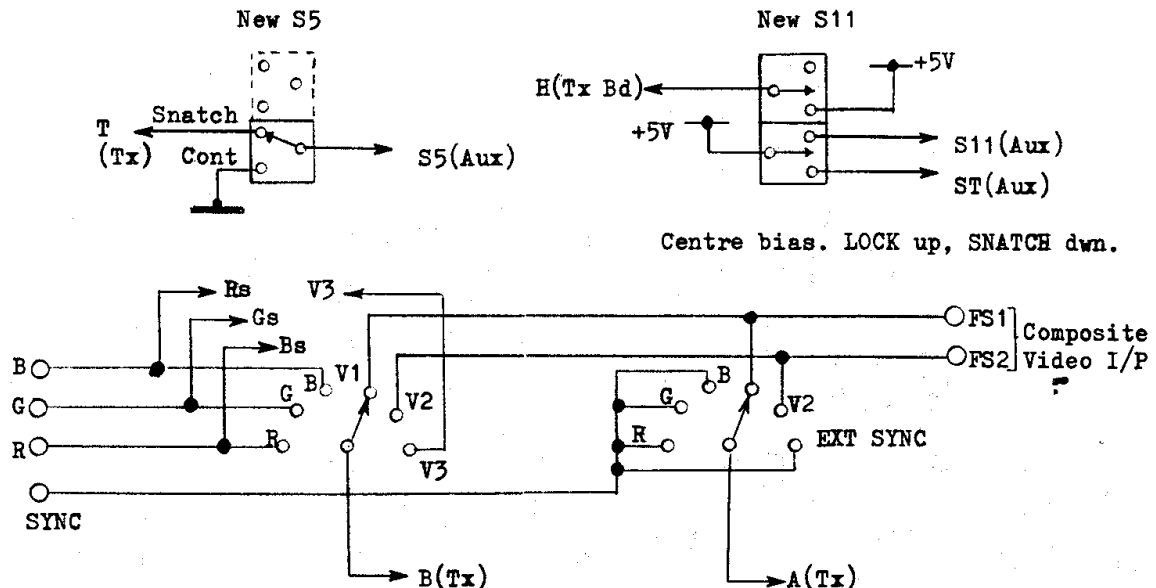 New S5
New S11
Snatch
T
(Tx)
Cont
S5(Aux)
H(Tx Bd)
+5V
+5V
S11(Aux)
ST(Aux)
Centre bias. LOCK up, SNATCH dwn.
Rs
V3
Gs
Bs
FS1
Composite
B
V1
B
B
FS2
Video I/P
G
G
V2
G
V2
R
R
V3
R
EXT SYNC
SYNC
B(Tx)
A(Tx)